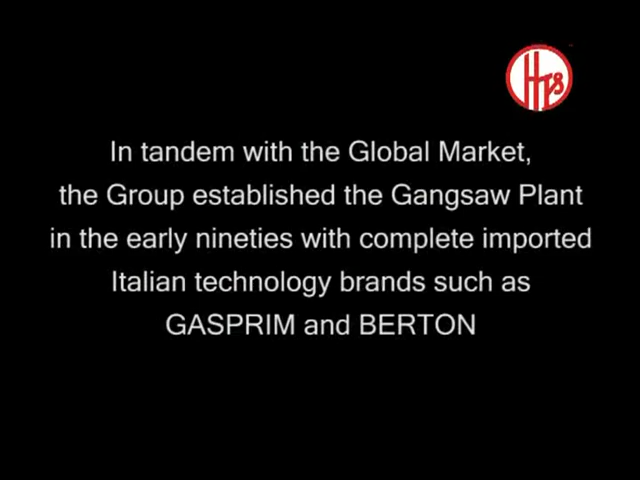 HTS
In tandem with the Global Market,
the Group established the Gangsaw Plant
in the early nineties with complete imported
Italian technology brands such as
GASPRIM and BERTON